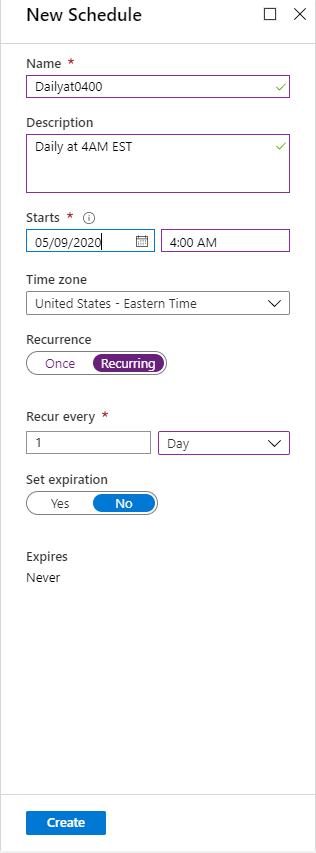 New Schedule
Name *
Dailyat0400
Description
Daily at 4AM EST
Starts *
05/09/2020 4:00 AM
Time zone
United States - Eastern Time
Recurrence
Once Recurring
Recur every *
1 Day
Set expiration
Yes No
Expires
Never
Create